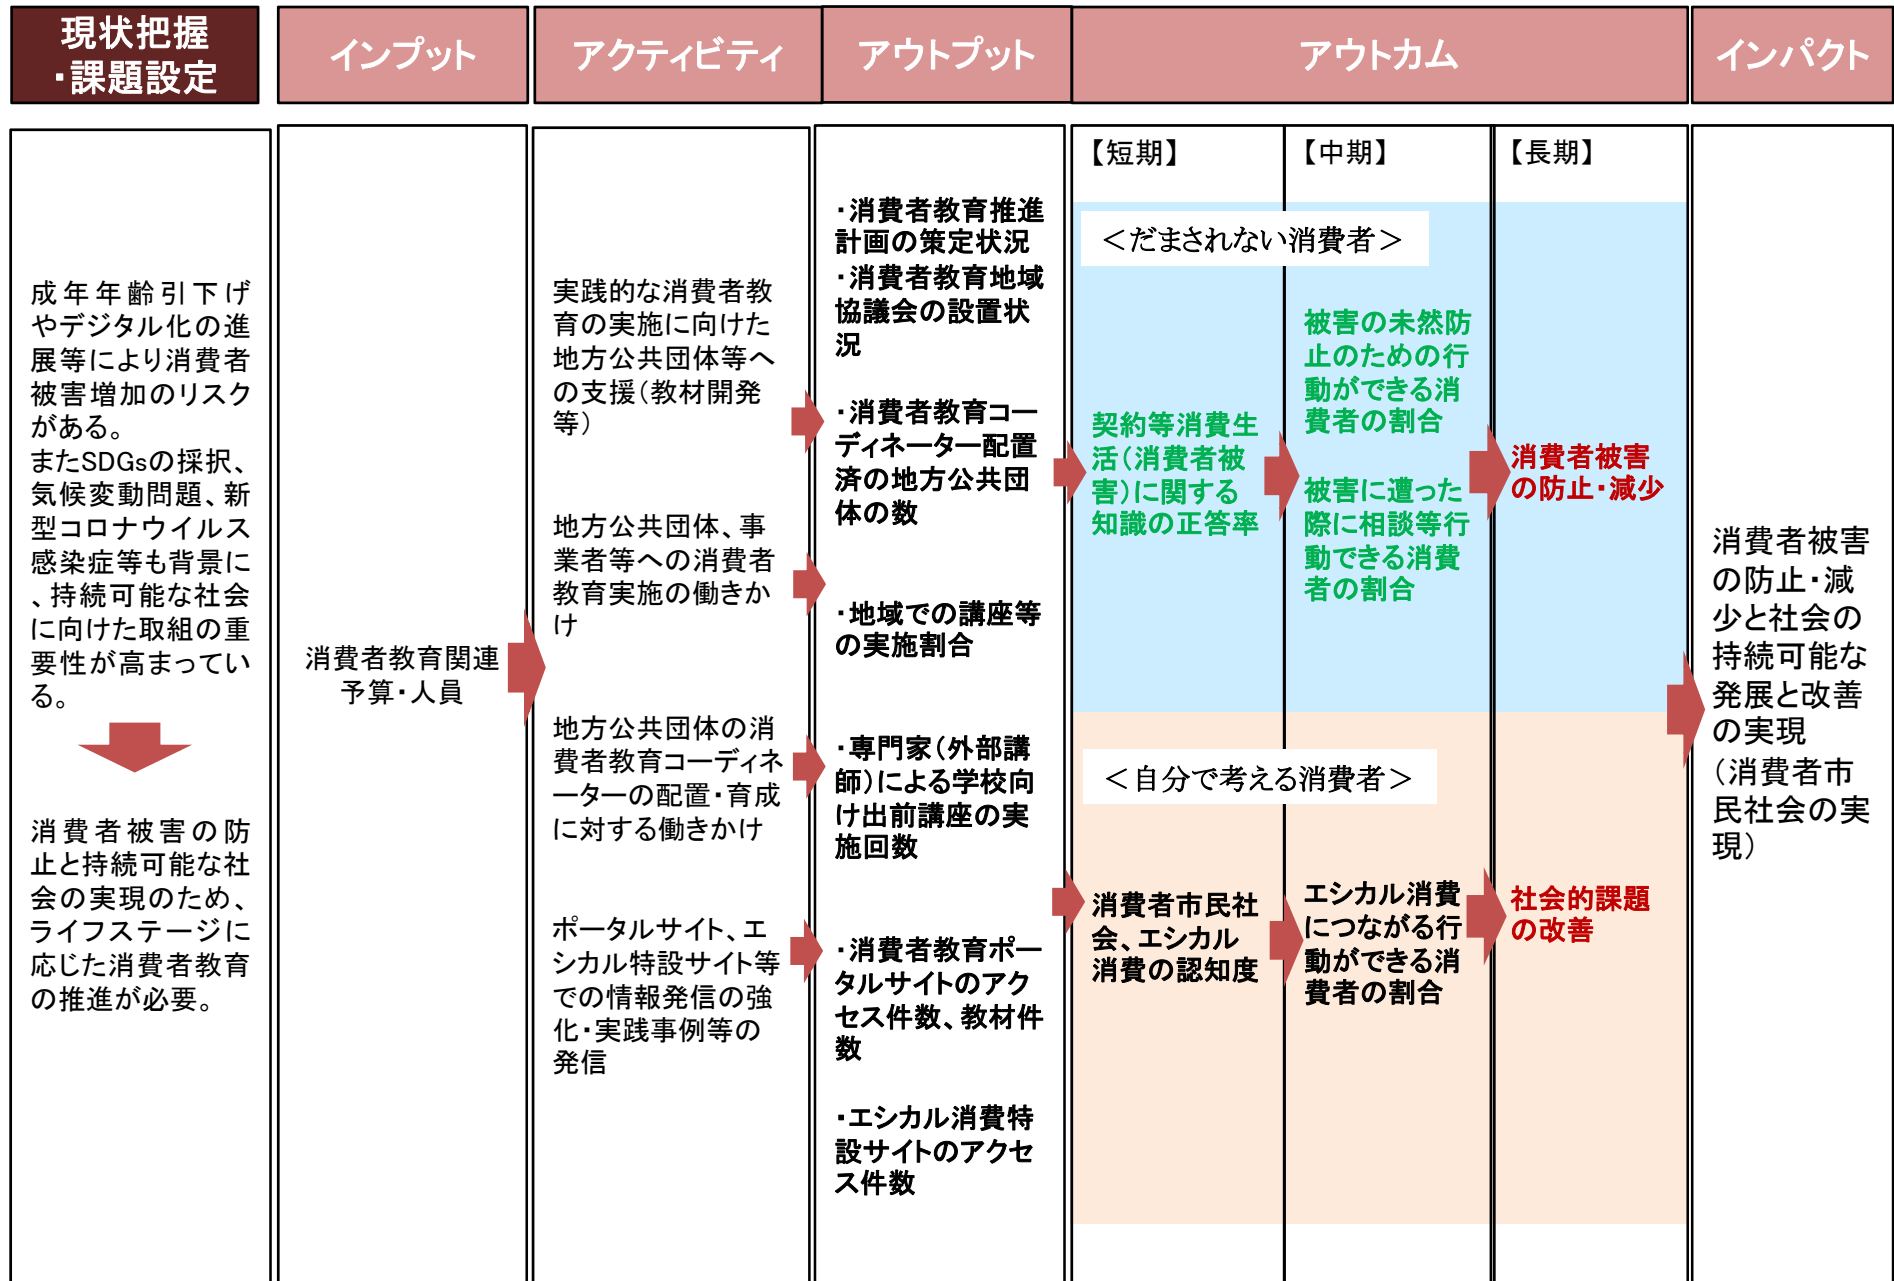 現状把握
・課題設定
インプット
アクティビティ
アウトプット
アウトカム
インパクト
成年年齢引下げ
やデジタル化の進
展等により消費者
被害増加のリスク
がある。
またSDGsの採択、
気候変動問題、新
型コロナウイルス
感染症等も背景に
、持続可能な社会
に向けた取組の重
要性が高まってい
る。
消費者被害の防
止と持続可能な社
会の実現のため、
ライフステージに
応じた消費者教育
の推進が必要。
消費者教育関連
予算・人員
実践的な消費者教
育の実施に向けた
地方公共団体等へ
の支援(教材開発
等)
地方公共団体、事
業者等への消費者
教育実施の働きか
け
地方公共団体の消
費者教育コーディネ
ーターの配置・育成
に対する働きかけ
ポータルサイト、エ
シカル特設サイト等
での情報発信の強
化・実践事例等の
発信
・消費者教育推進
計画の策定状況
・消費者教育地域
協議会の設置状
況
・消費者教育コー
ディネーター配置
済の地方公共団
体の数
・地域での講座等
の実施割合
・専門家(外部講
師)による学校向
け出前講座の実
施回数
・消費者教育ポー
タルサイトのアク
セス件数、教材件
数
・エシカル消費特
設サイトのアクセ
ス件数
【短期】
【中期】
【長期】
＜だまされない消費者＞
契約等消費生
活(消費者被
害)に関する
知識の正答率
被害の未然防
止のための行
動ができる消
費者の割合
被害に遭った
際に相談等行
動できる消費
者の割合
消費者被害
の防止・減少
＜自分で考える消費者＞
消費者市民社
会、エシカル
消費の認知度
エシカル消費
につながる行
動ができる消
費者の割合
社会的課題
の改善
消費者被害
の防止・減
少と社会の
持続可能な
発展と改善
の実現
(消費者市
民社会の実
現)